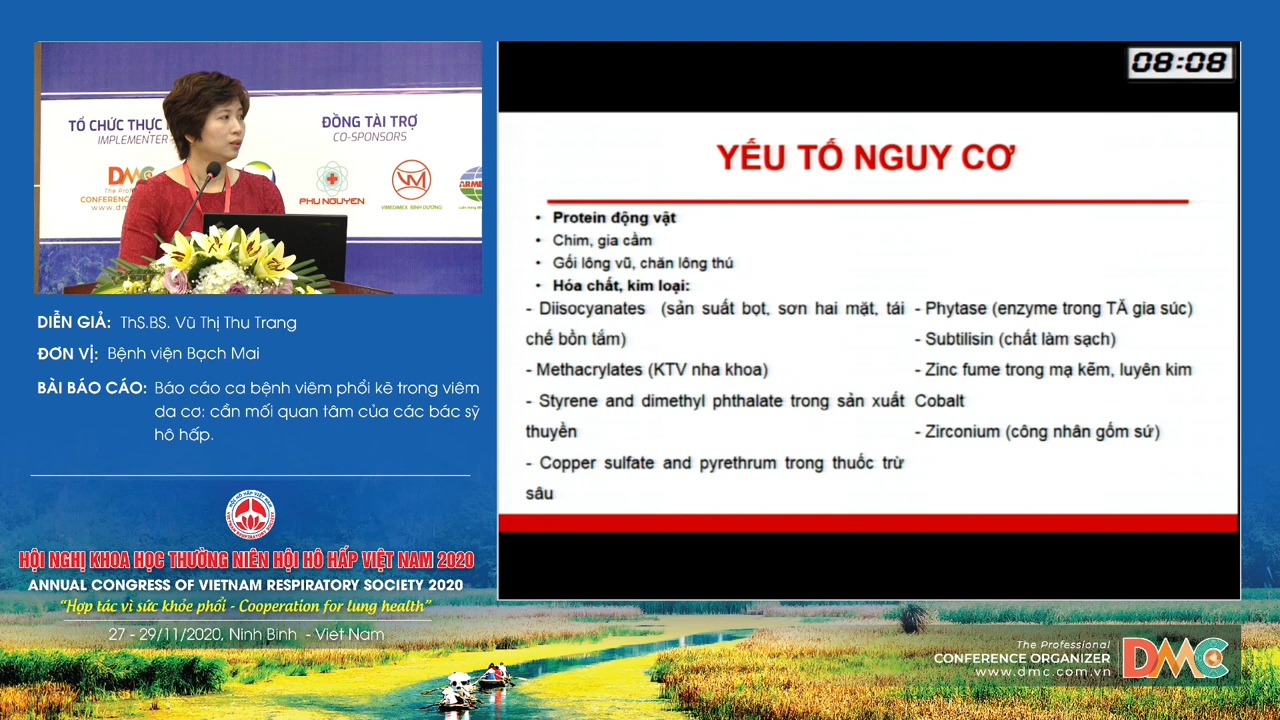 TỔ CHỨC THỰC
IMPLEMENTER
ĐỒNG TÀI TRỢ
CO-SPONSORS
DMC
CONFERENCE
PHU NGUYEN
VM
VIMEDIMEX BÌNH DƯƠNG
DIỄN GIẢ: ThS.BS. Vũ Thị Thu Trang
ĐƠN VỊ: Bệnh viện Bạch Mai
BÀI BÁO CÁO: Báo cáo ca bệnh viêm phổi kẽ trong viêm
da cơ: cần mối quan tâm của các bác sỹ
hô hấp.
HỘI NGHỊ KHOA HỌC THƯỜNG NIÊN HỘI HÔ HẤP VIỆT NAM 2020
ANNUAL CONGRESS OF VIETNAM RESPIRATORY SOCIETY 2020
"Hợp tác vì sức khỏe phổi - Cooperation for lung health"
27 - 29/11/2020, Ninh Bình - Việt Nam
08:08
YẾU TỐ NGUY CƠ
• Protein động vật
• Chim, gia cầm
• Gối lông vũ, chăn lông thú
• Hóa chất, kim loại:
- Diisocyanates (sản suất bọt, sơn hai mặt, tái
chế bồn tắm)
- Methacrylates (KTV nha khoa)
- Styrene and dimethyl phthalate trong sản xuất
thuyền
- Copper sulfate and pyrethrum trong thuốc trừ
sâu
- Phytase (enzyme trong TĂ gia súc)
- Subtilisin (chất làm sạch)
- Zinc fume trong mạ kẽm, luyên kim
Cobalt
- Zirconium (công nhân gốm sứ)
The Professional
CONFERENCE ORGANIZER
www.dmc.com.vn
DMC